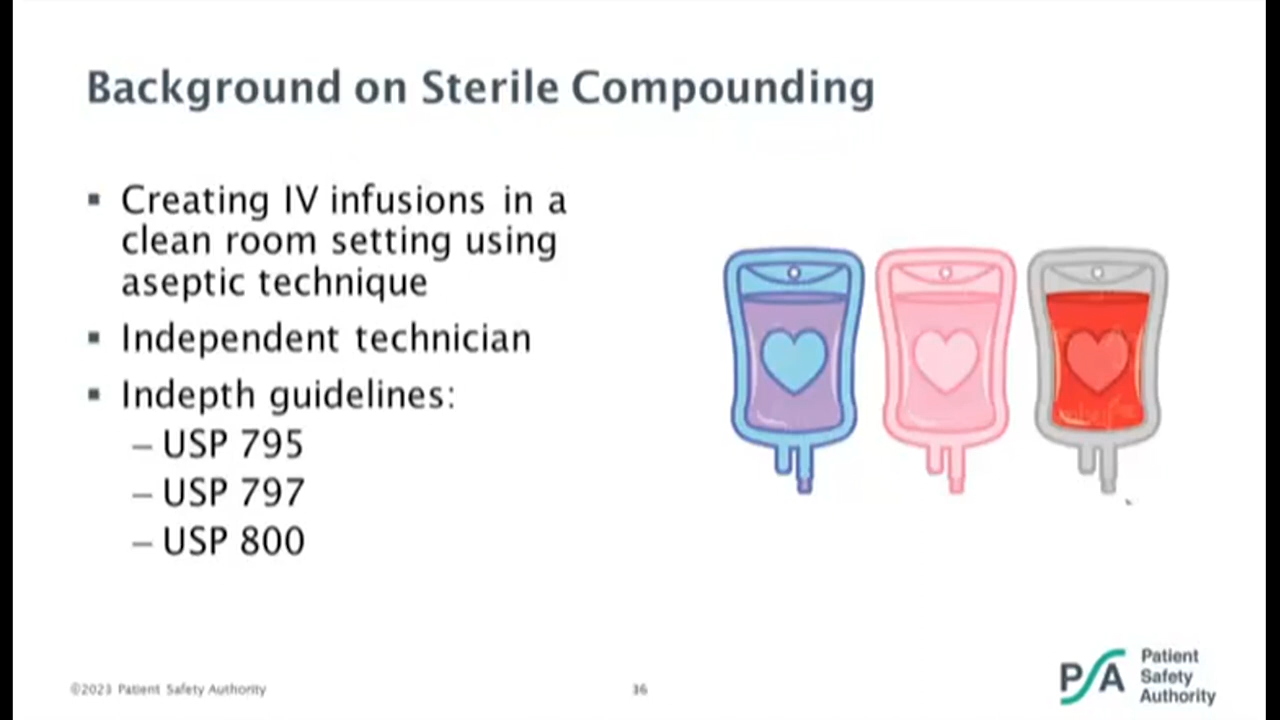 Background on Sterile Compounding
▪ Creating IV infusions in a
clean room setting using
aseptic technique
▪ Independent technician
▪ Indepth guidelines:
– USP 795
– USP 797
– USP 800
©2023 Patient Safety Authority
36
PSA Patient
Safety
Authority